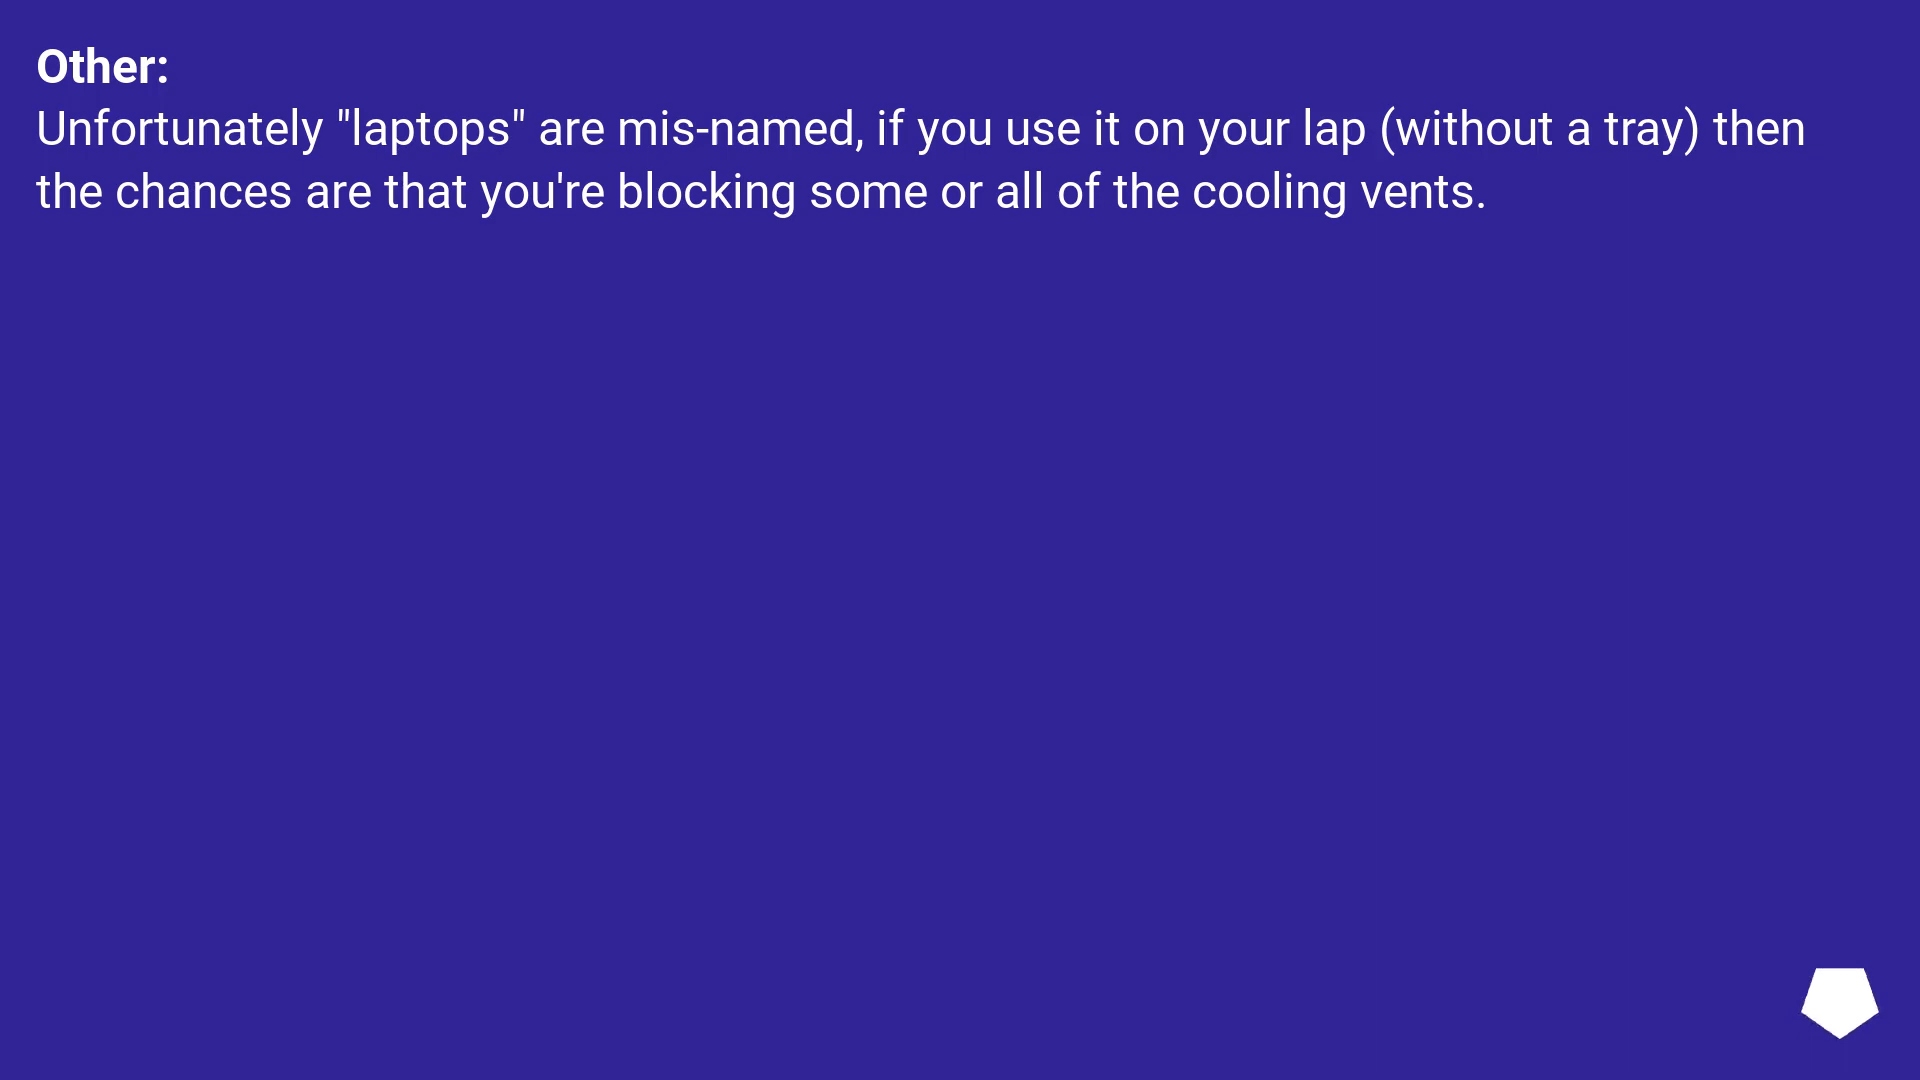 Other:
Unfortunately "laptops" are mis-named, if you use it on your lap (without a tray) then
the chances are that you're blocking some or all of the cooling vents.